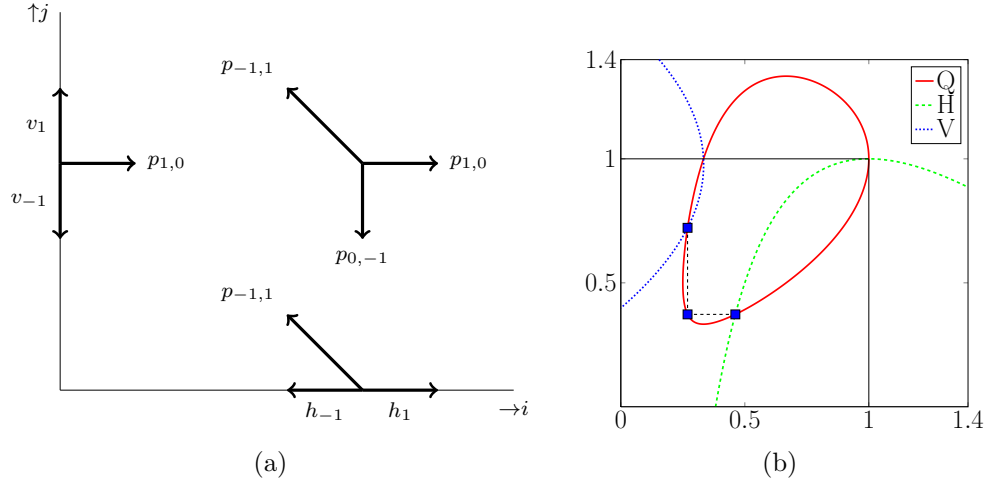 ↑j
v₁
v₋₁
p₁,₀
p₋₁,₁
p₁,₀
p₀,₋₁
p₋₁,₁
h₋₁
h₁
→i
(a)
1.4
1
0.5
0
0.5
1
1.4
Q
H
V
(b)